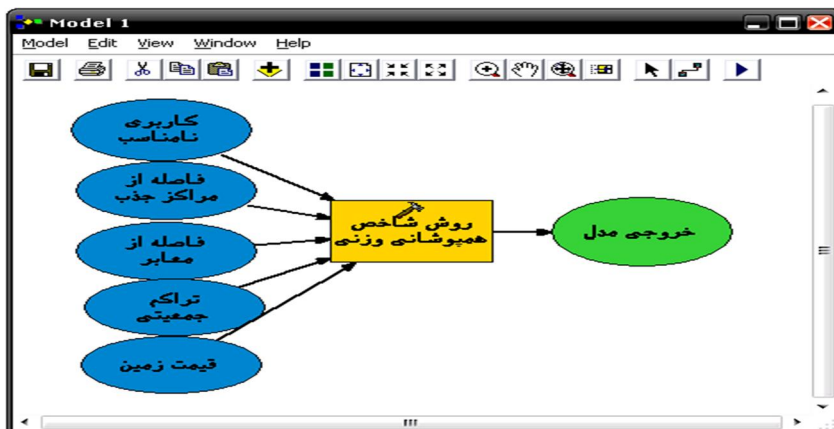 Model 1
Model Edit View Window Help
کاربری
نامناسب
فاصله از
مراکز جذب
فاصله از
معابر
تراکم
جمعیتی
قیمت زمین
روش شاخص
همپوشانی وزنی
خروجی مدل